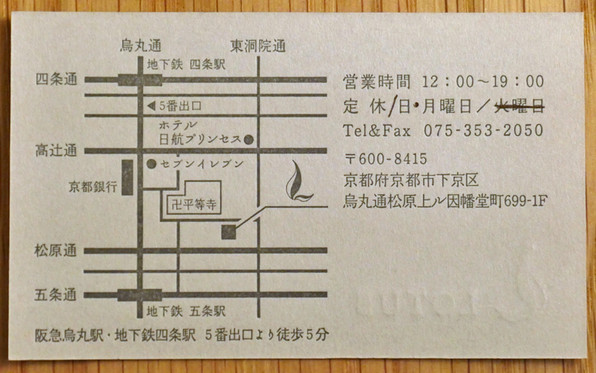 烏丸通
東洞院通
地下鉄 四条駅
四条通
5番出口
ホテル
日航プリンセス
高辻通
セブンイレブン
京都銀行
卍平等寺
松原通
五条通
地下鉄 五条駅
阪急烏丸駅・地下鉄四条駅 5番出口より徒歩5分
営業時間 12:00〜19:00
定 休/日・月曜日/火曜日
Tel&Fax 075-353-2050
〒600-8415
京都府京都市下京区
烏丸通松原上ル因幡堂町699-1F
LOTUS